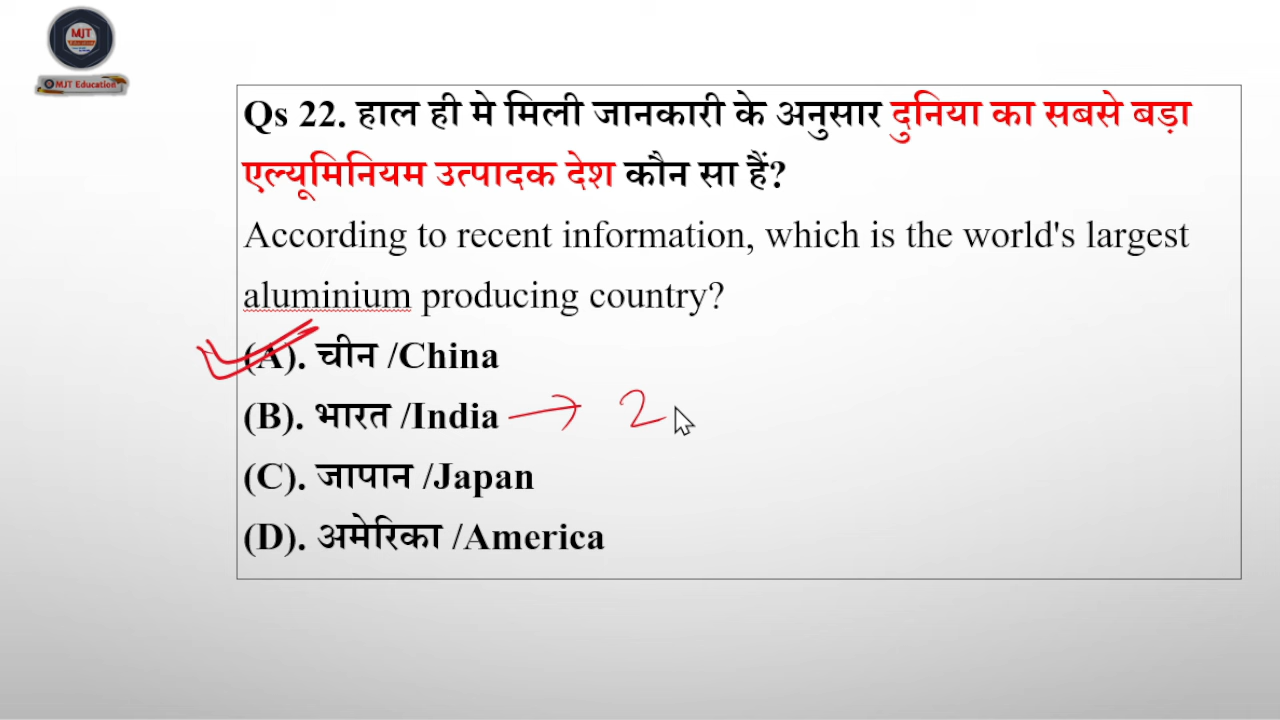 MJT
MJT Education
Qs 22. हाल ही मे मिली जानकारी के अनुसार दुनिया का सबसे बड़ा
एल्यूमिनियम उत्पादक देश कौन सा हैं?
According to recent information, which is the world's largest
aluminium producing country?
(A). चीन /China
(B). भारत /India → 2
(C). जापान /Japan
(D). अमेरिका /America